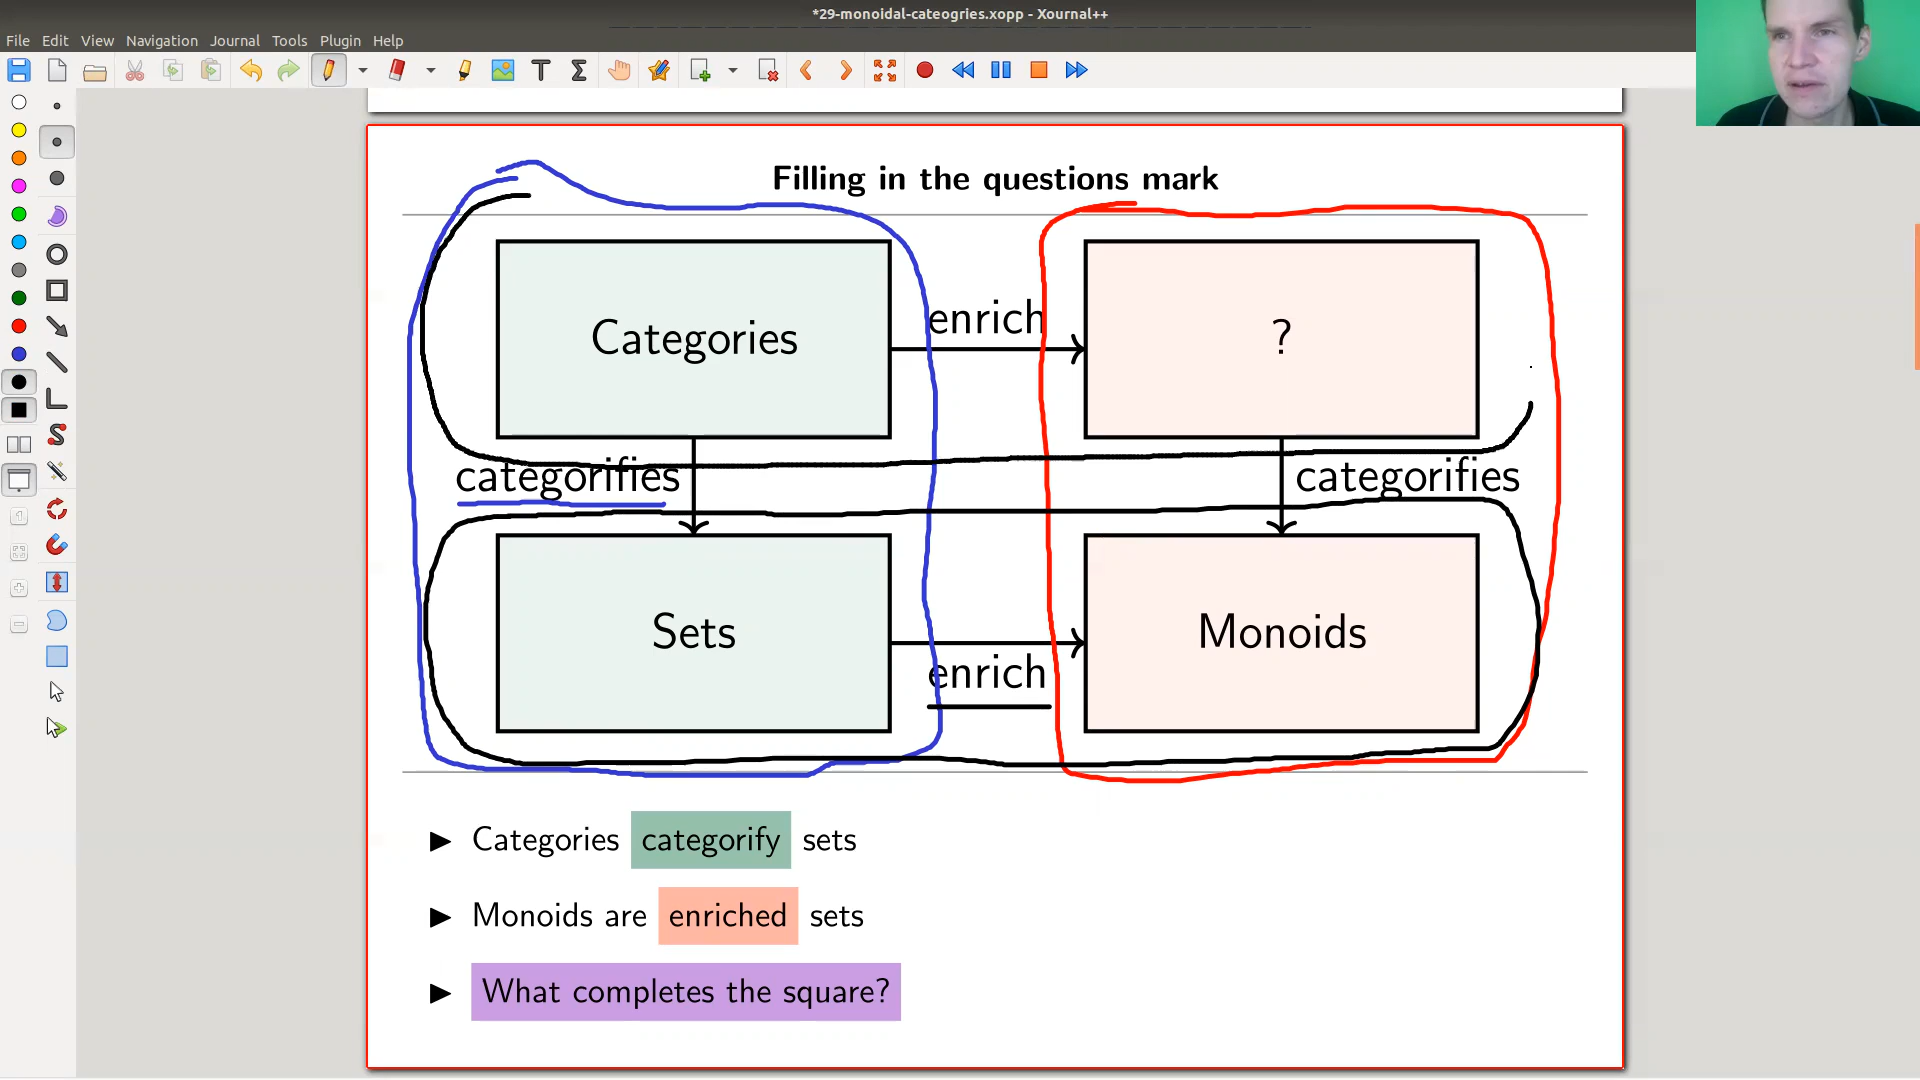 *29-monoidal-cateogries.xopp - Xournal++
File Edit View Navigation Journal Tools Plugin Help
Filling in the questions mark
Categories
enrich
?
categorifies
categorifies
Sets
enrich
Monoids
▶ Categories categorify sets
▶ Monoids are enriched sets
▶ What completes the square?